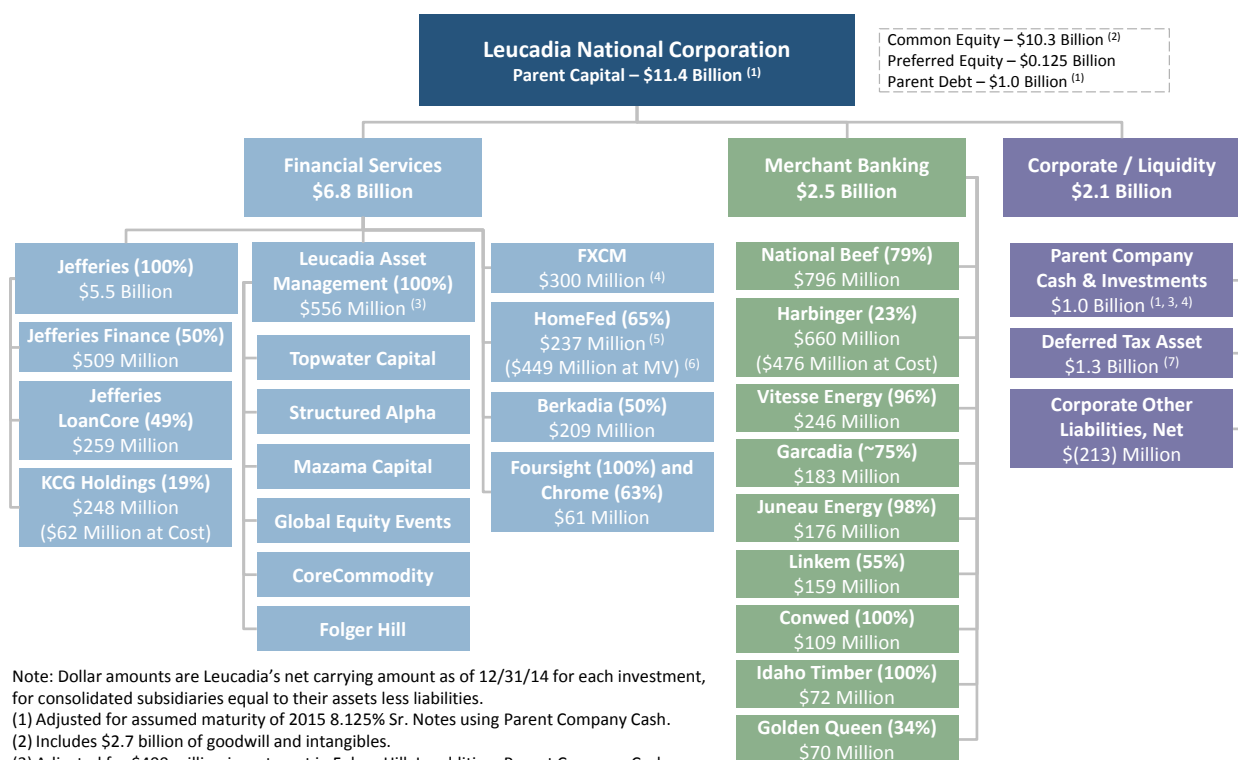 Leucadia National Corporation
Parent Capital – $11.4 Billion (1)
Common Equity – $10.3 Billion (2)
Preferred Equity – $0.125 Billion
Parent Debt – $1.0 Billion (1)
Financial Services
$6.8 Billion
Merchant Banking
$2.5 Billion
Corporate / Liquidity
$2.1 Billion
Jefferies (100%)
$5.5 Billion
Jefferies Finance (50%)
$509 Million
Jefferies
LoanCore (49%)
$259 Million
KCG Holdings (19%)
$248 Million
($62 Million at Cost)
Leucadia Asset
Management (100%)
$556 Million (3)
Topwater Capital
Structured Alpha
Mazama Capital
Global Equity Events
CoreCommodity
Folger Hill
FXCM
$300 Million (4)
HomeFed (65%)
$237 Million (5)
($449 Million at MV) (6)
Berkadia (50%)
$209 Million
Foursight (100%) and
Chrome (63%)
$61 Million
National Beef (79%)
$796 Million
Harbinger (23%)
$660 Million
($476 Million at Cost)
Vitesse Energy (96%)
$246 Million
Garcadia (~75%)
$183 Million
Juneau Energy (98%)
$176 Million
Linkem (55%)
$159 Million
Conwed (100%)
$109 Million
Idaho Timber (100%)
$72 Million
Golden Queen (34%)
$70 Million
Parent Company
Cash & Investments
$1.0 Billion (1, 3, 4)
Deferred Tax Asset
$1.3 Billion (7)
Corporate Other
Liabilities, Net
$(213) Million
Note: Dollar amounts are Leucadia's net carrying amount as of 12/31/14 for each investment,
for consolidated subsidiaries equal to their assets less liabilities.
(1) Adjusted for assumed maturity of 2015 8.125% Sr. Notes using Parent Company Cash.
(2) Includes $2.7 billion of goodwill and intangibles.